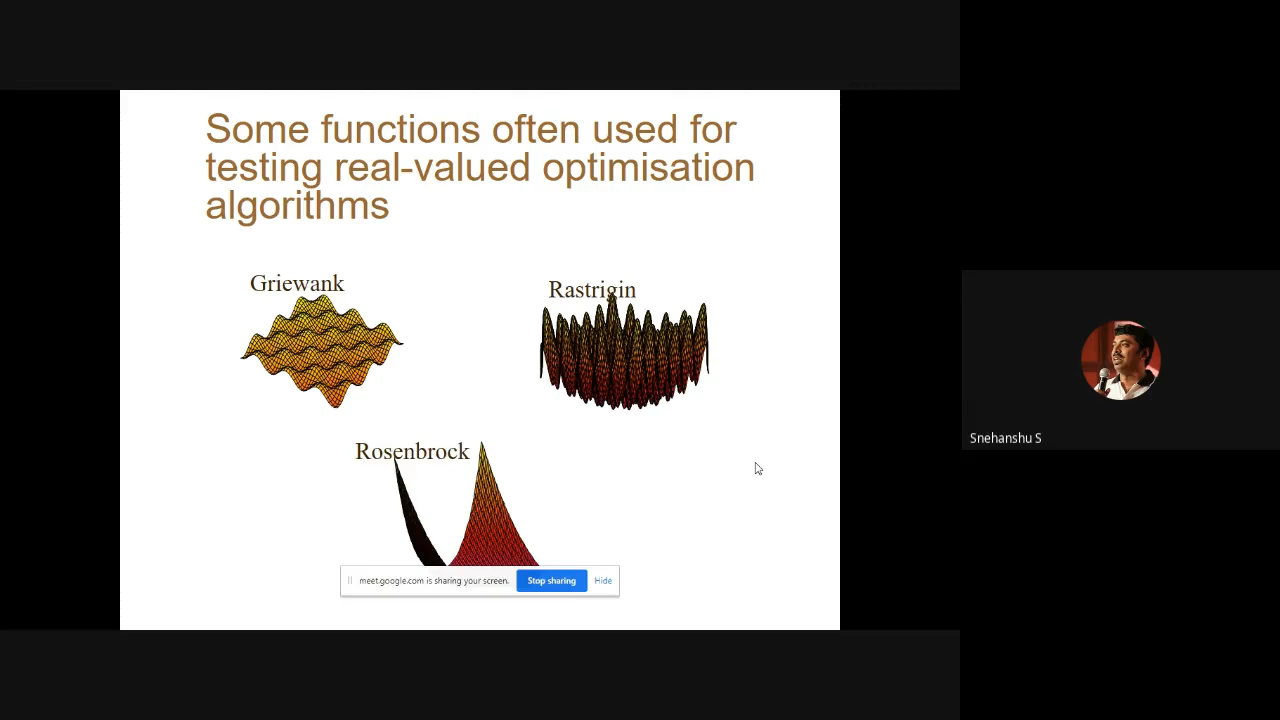 Some functions often used for
testing real-valued optimisation
algorithms
Griewank
Rastrigin
Rosenbrock
meet.google.com is sharing your screen.
Stop sharing
Hide
Snehanshu S